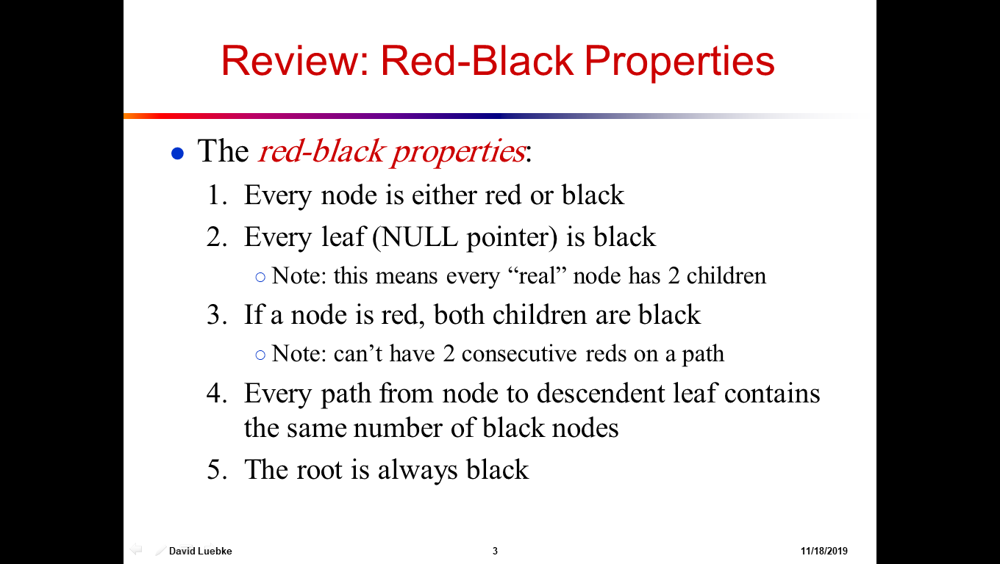 Review: Red-Black Properties
● The red-black properties:
1. Every node is either red or black
2. Every leaf (NULL pointer) is black
○ Note: this means every “real” node has 2 children
3. If a node is red, both children are black
○ Note: can’t have 2 consecutive reds on a path
4. Every path from node to descendent leaf contains
the same number of black nodes
5. The root is always black
David Luebke 3 11/18/2019